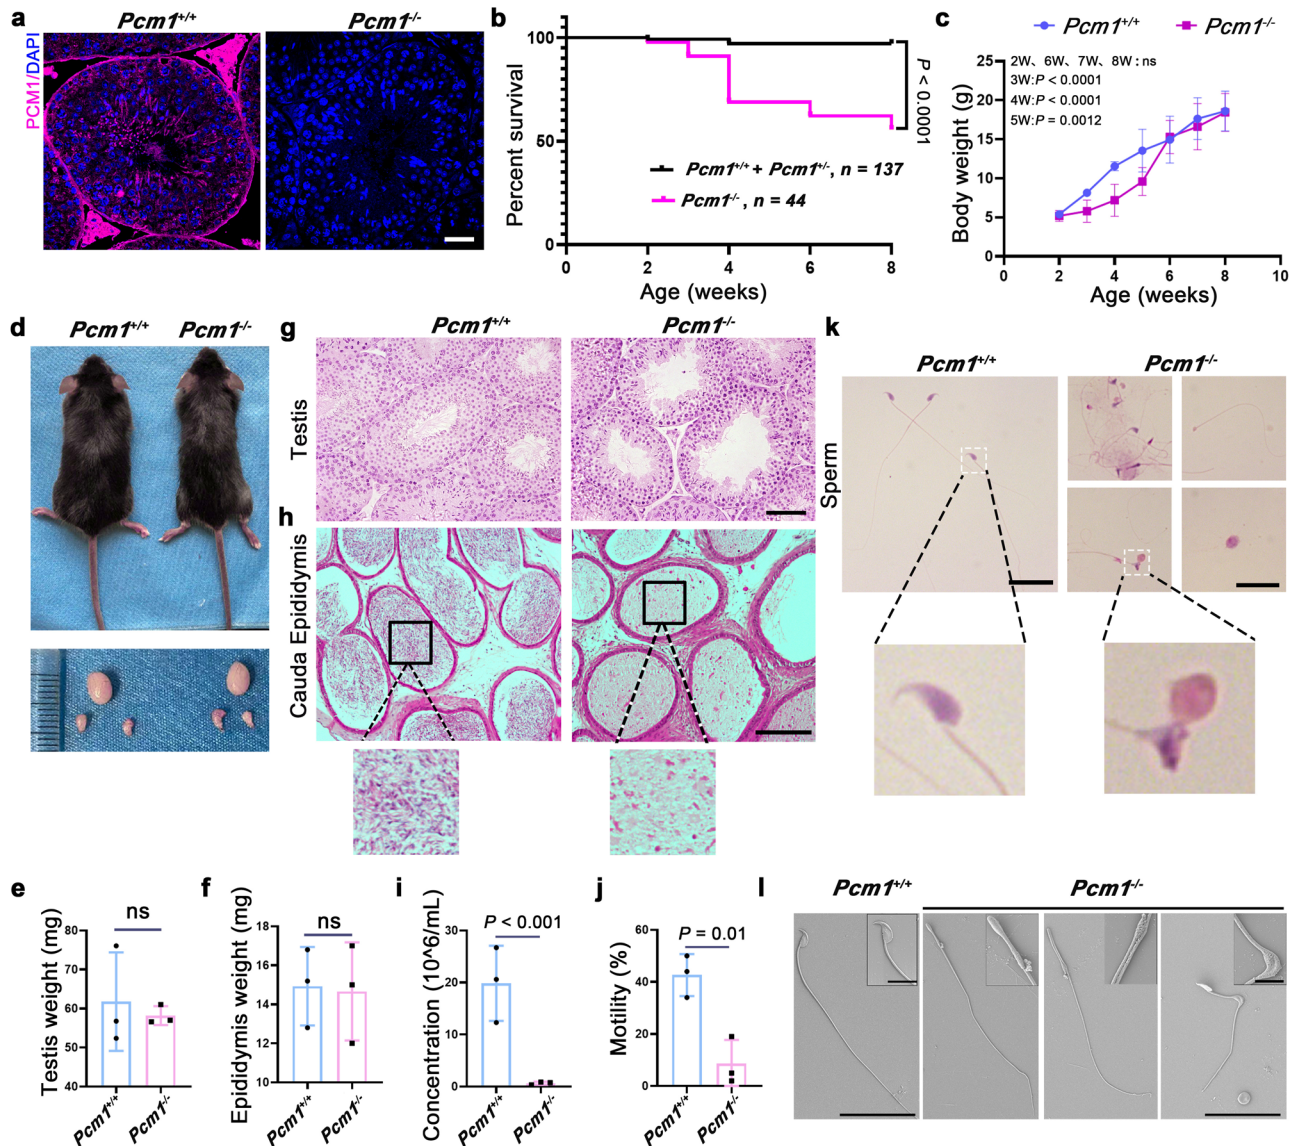 a
Pcm1+/+
Pcm1-/-
PCM1/DAPI
b
Percent survival
100
50
0
0 2 4 6 8
Age (weeks)
P < 0.0001
Pcm1+/+ + Pcm1+/-, n = 137
Pcm1-/-, n = 44
c
Pcm1+/+
Pcm1-/-
2W、6W、7W、8W : ns
3W:P < 0.0001
4W:P < 0.0001
5W:P = 0.0012
Body weight (g)
25
20
15
10
5
0
0 2 4 6 8 10
Age (weeks)
d
Pcm1+/+
Pcm1-/-
g
Pcm1+/+
Pcm1-/-
Testis
h
Cauda Epididymis
k
Pcm1+/+
Pcm1-/-
Sperm
e
ns
Testis weight (mg)
80
60
40
Pcm1+/+
Pcm1-/-
f
ns
Epididymis weight (mg)
18
16
14
12
10
Pcm1+/+
Pcm1-/-
i
P < 0.001
Concentration (10^6/mL)
30
20
10
0
Pcm1+/+
Pcm1-/-
j
P = 0.01
Motility (%)
60
40
20
0
Pcm1+/+
Pcm1-/-
l
Pcm1+/+
Pcm1-/-